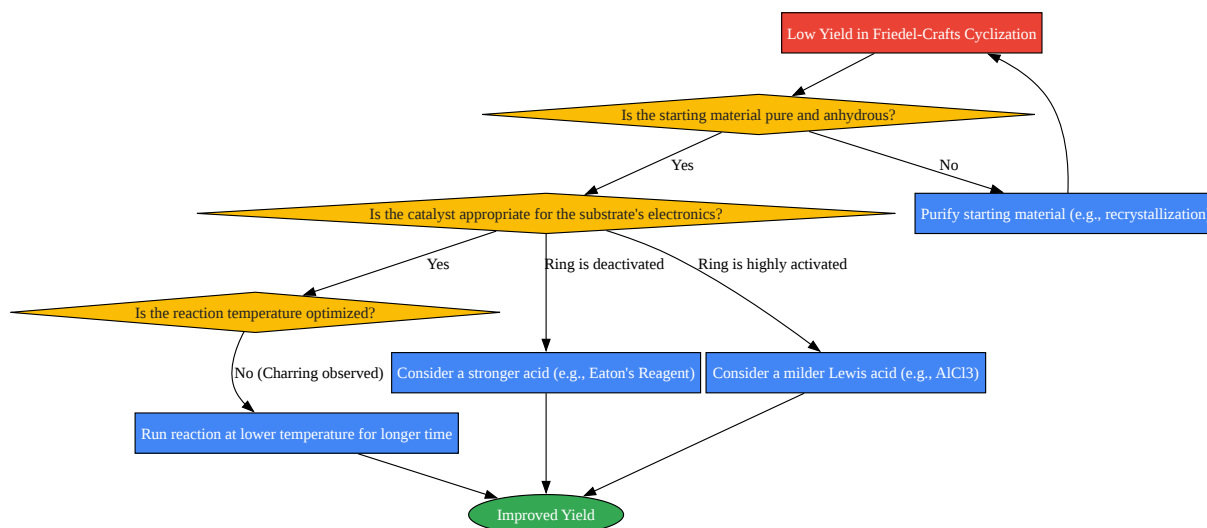 Low Yield in Friedel-Crafts Cyclization
Is the starting material pure and anhydrous?
Yes
No
Is the catalyst appropriate for the substrate's electronics?
Purify starting material (e.g., recrystallization)
Yes
Ring is deactivated
Ring is highly activated
Is the reaction temperature optimized?
No (Charring observed)
Consider a stronger acid (e.g., Eaton's Reagent)
Consider a milder Lewis acid (e.g., AlCl3)
Run reaction at lower temperature for longer time
Improved Yield